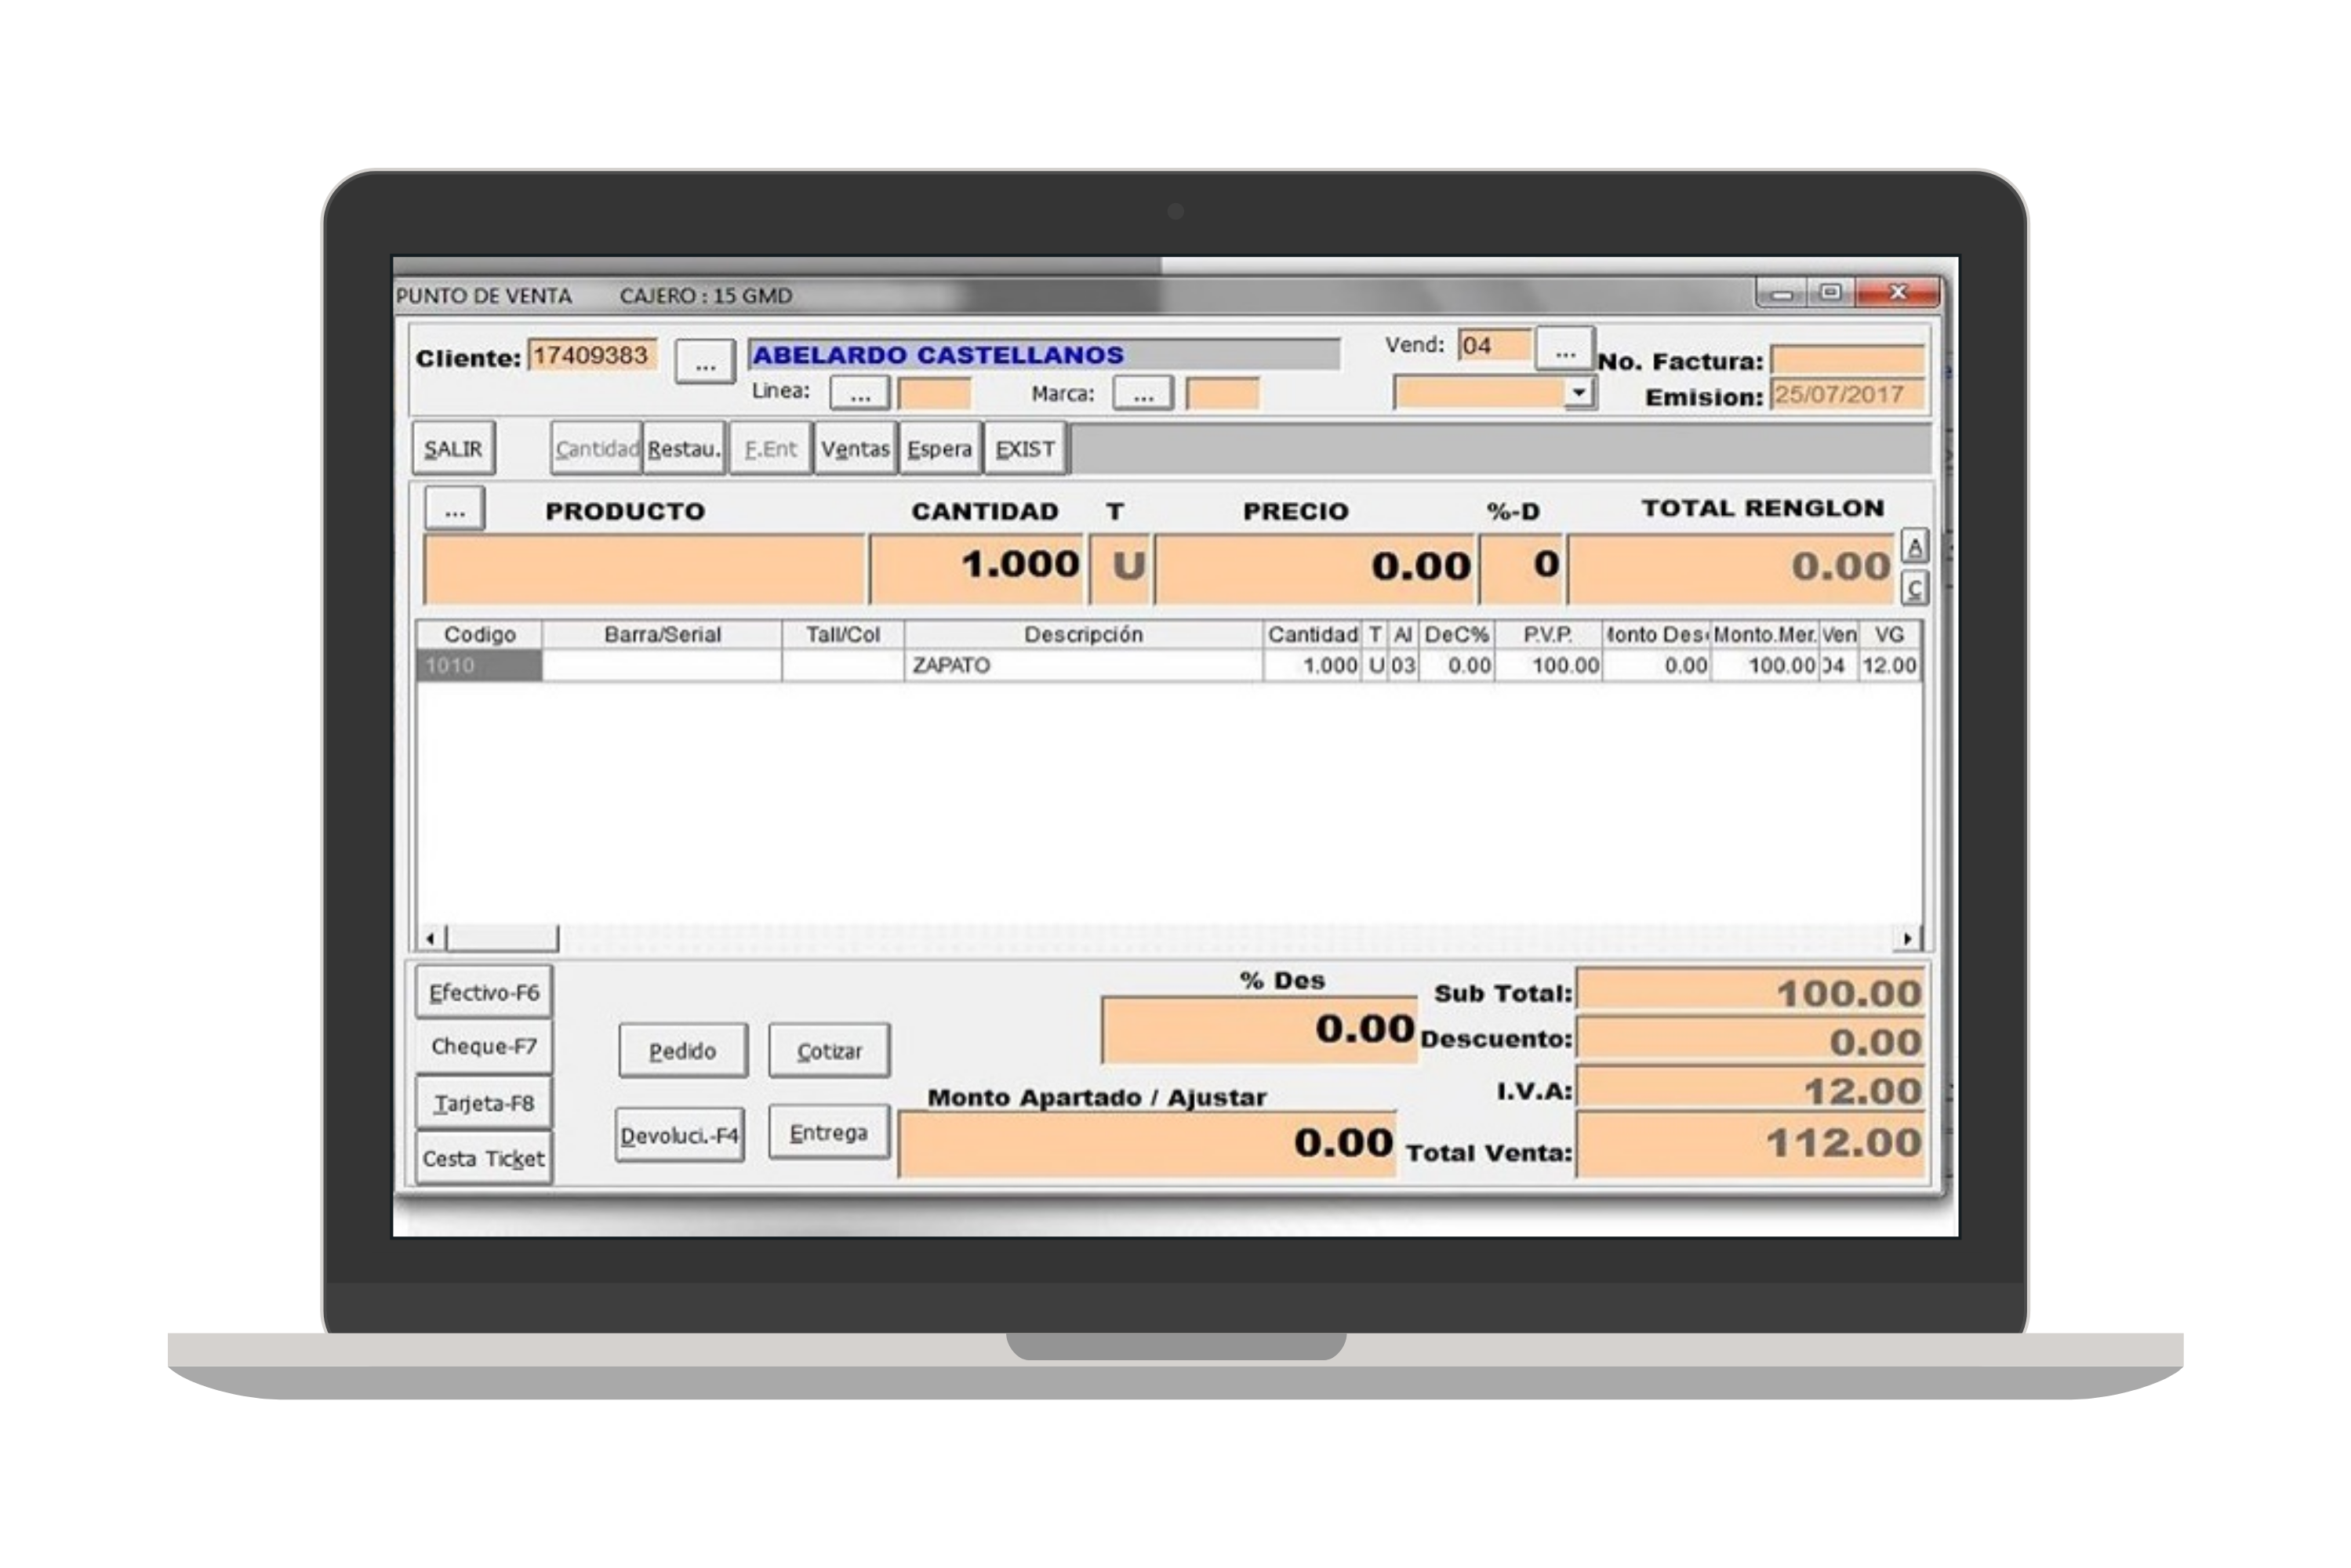 PUNTO DE VENTA CAJERO : 15 GMD
Cliente: 17409383 ... ABELARDO CASTELLANOS Vend: 04 ... No. Factura:
Linea: ... Marca: ... Emision: 25/07/2017
SALIR Cantidad Restau. F.Ent Ventas Espera EXIST
... PRODUCTO CANTIDAD T PRECIO %-D TOTAL RENGLON
1.000 U 0.00 0 0.00 A
C
Codigo Barra/Serial Tall/Col Descripción Cantidad T Al DeC% P.V.P. Monto Des Monto.Mer. Ven VG
1010 ZAPATO 1.000 U 03 0.00 100.00 0.00 100.00 04 12.00
Efectivo-F6 % Des Sub Total: 100.00
Cheque-F7 Pedido Cotizar 0.00 Descuento: 0.00
Tarjeta-F8 Monto Apartado / Ajustar I.V.A: 12.00
Cesta Ticket Devoluci.-F4 Entrega 0.00 Total Venta: 112.00